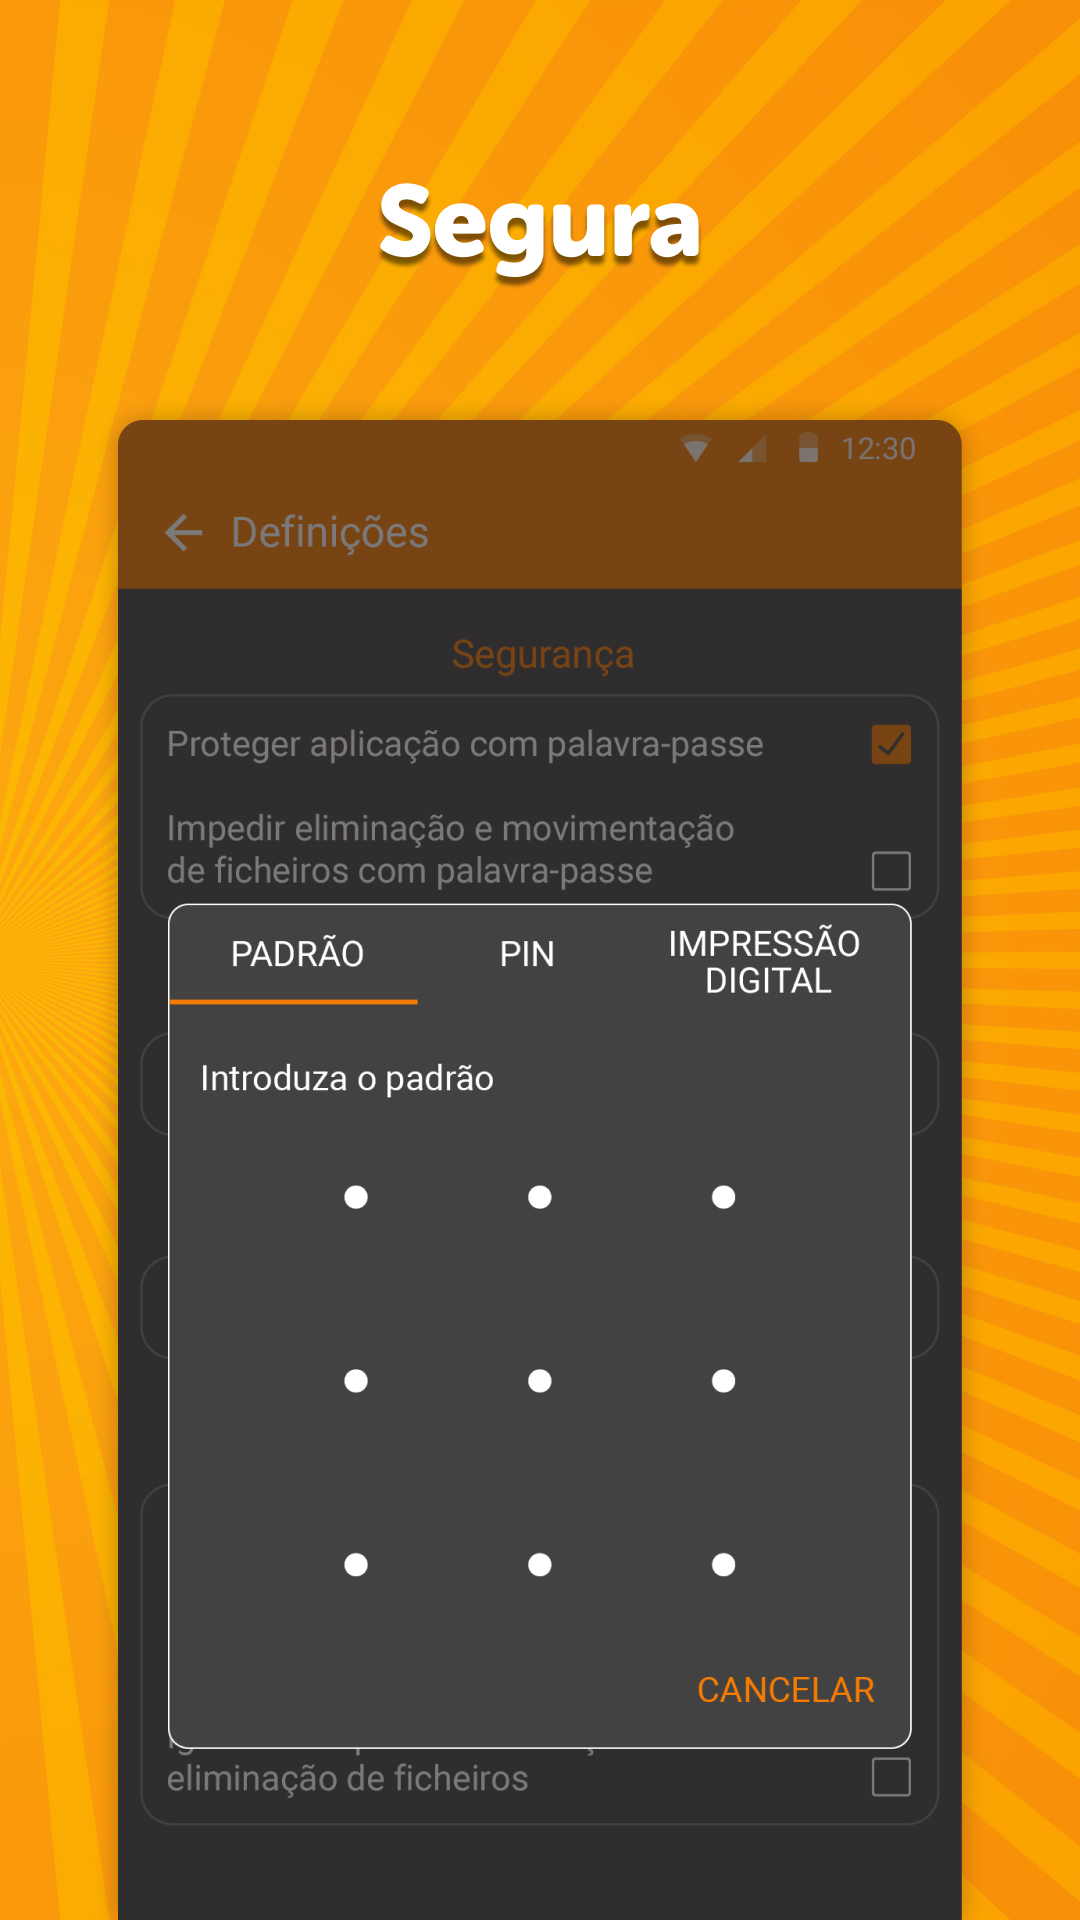 Segura
12:30
Definições
Segurança
Proteger aplicação com palavra-passe
Impedir eliminação e movimentação
de ficheiros com palavra-passe
PADRÃO
PIN
IMPRESSÃO
DIGITAL
Introduza o padrão
CANCELAR
eliminação de ficheiros